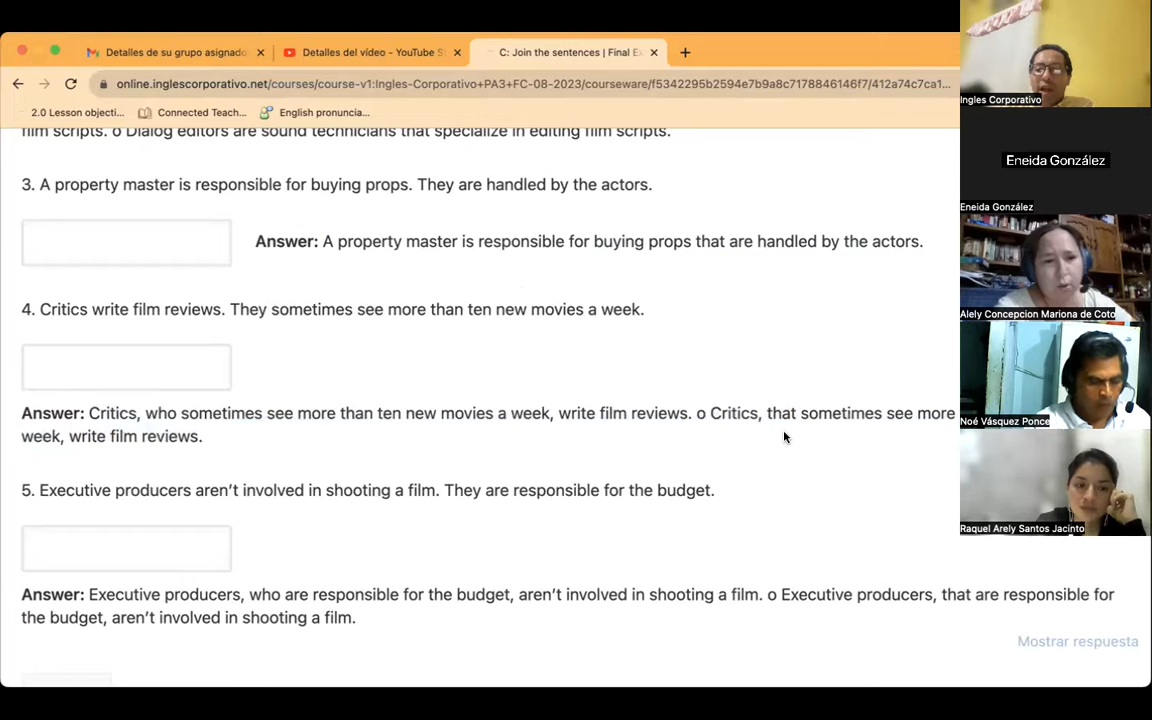 Detalles de su grupo asignado
Detalles del vídeo - YouTube S
C: Join the sentences | Final E
online.inglescorporativo.net/courses/course-v1:Ingles-Corporativo+PA3+FC-08-2023/courseware/f5342295b2594e7b9a8c7178846146f7/412a74c7ca1...
2.0 Lesson objecti...
Connected Teach...
English pronuncia...
film scripts. o Dialog editors are sound technicians that specialize in editing film scripts.
3. A property master is responsible for buying props. They are handled by the actors.
Answer: A property master is responsible for buying props that are handled by the actors.
4. Critics write film reviews. They sometimes see more than ten new movies a week.
Answer: Critics, who sometimes see more than ten new movies a week, write film reviews. o Critics, that sometimes see more
week, write film reviews.
5. Executive producers aren't involved in shooting a film. They are responsible for the budget.
Answer: Executive producers, who are responsible for the budget, aren't involved in shooting a film. o Executive producers, that are responsible for
the budget, aren't involved in shooting a film.
Mostrar respuesta
Ingles Corporativo
Eneida González
Eneida González
Alely Concepcion Mariona de Coto
Noé Vásquez Ponce
Raquel Arely Santos Jacinto